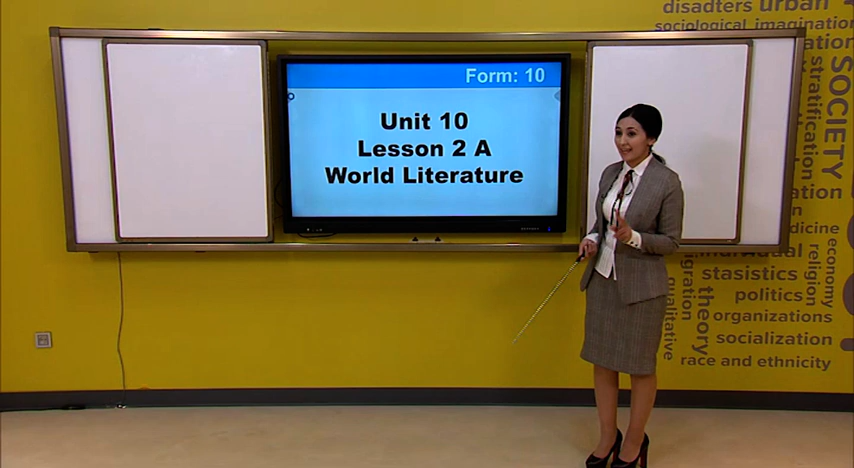 Form: 10
Unit 10
Lesson 2 A
World Literature
disadters urban
sociological imagination
stratification
SOCIETY
religion
economy
stasistics
politics
organizations
theory
socialization
qualitative
race and ethnicity